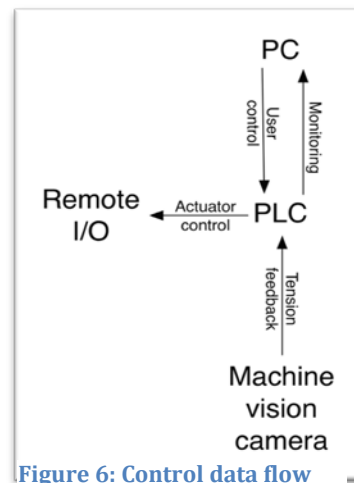 PC
User
control
Monitoring
Remote
I/O
Actuator
control
PLC
Tension
feedback
Machine
vision
camera
Figure 6: Control data flow